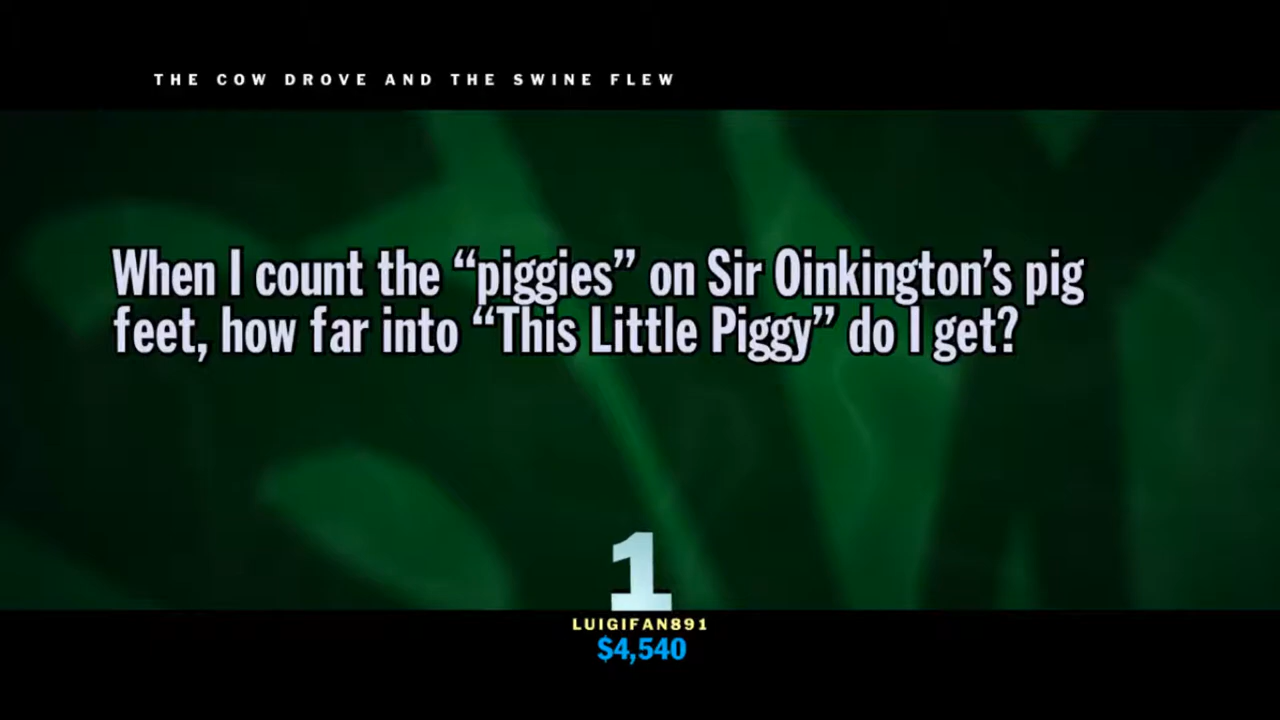 THE COW DROVE AND THE SWINE FLEW
When I count the “piggies” on Sir Oinkington’s pig
feet, how far into “This Little Piggy” do I get?
1
LUIGIFAN891
$4,540